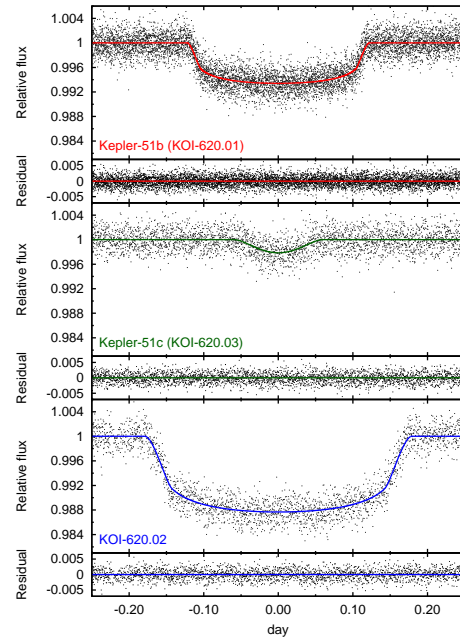 1.004
1
0.996
0.992
0.988
0.984
Relative flux
Kepler-51b (KOI-620.01)
0.005
0
-0.005
Residual
1.004
1
0.996
0.992
0.988
0.984
Relative flux
Kepler-51c (KOI-620.03)
0.005
0
-0.005
Residual
1.004
1
0.996
0.992
0.988
0.984
Relative flux
KOI-620.02
0.005
0
-0.005
Residual
-0.20 -0.10 0.00 0.10 0.20
day